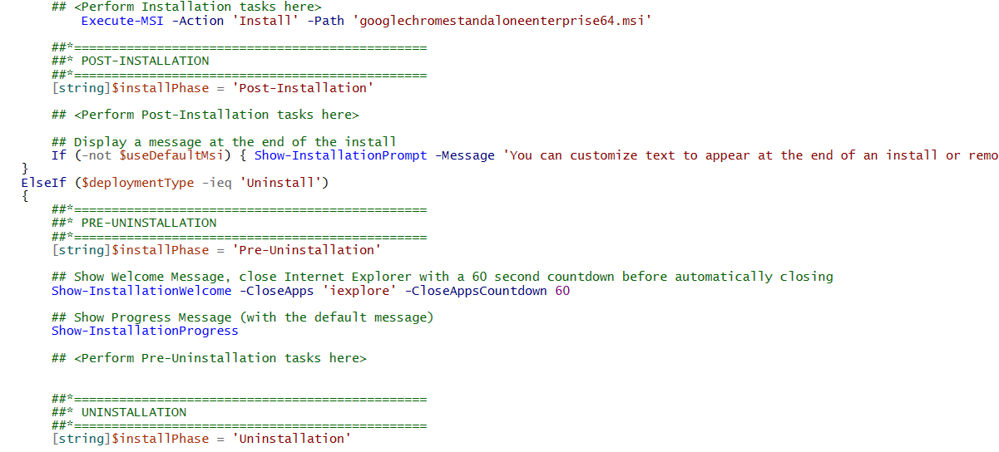 ## <Perform Installation tasks here>
Execute-MSI -Action 'Install' -Path 'googlechromestandaloneenterprise64.msi'
##*===============================================
##* POST-INSTALLATION
##*===============================================
[string]$installPhase = 'Post-Installation'
## <Perform Post-Installation tasks here>
## Display a message at the end of the install
If (-not $useDefaultMsi) { Show-InstallationPrompt -Message 'You can customize text to appear at the end of an install or remo
}
ElseIf ($deploymentType -ieq 'Uninstall')
{
##*===============================================
##* PRE-UNINSTALLATION
##*===============================================
[string]$installPhase = 'Pre-Uninstallation'
## Show Welcome Message, close Internet Explorer with a 60 second countdown before automatically closing
Show-InstallationWelcome -CloseApps 'iexplore' -CloseAppsCountdown 60
## Show Progress Message (with the default message)
Show-InstallationProgress
## <Perform Pre-Uninstallation tasks here>
##*===============================================
##* UNINSTALLATION
##*===============================================
[string]$installPhase = 'Uninstallation'